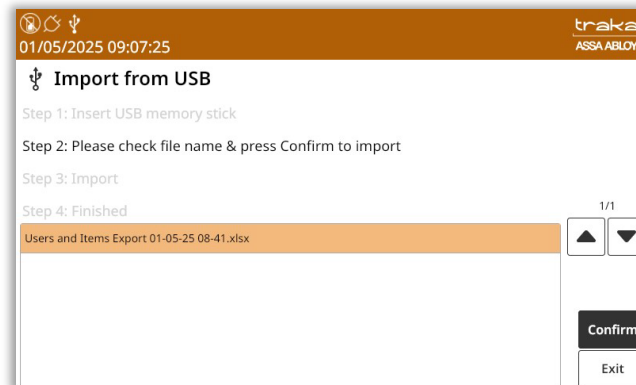 traka
01/05/2025 09:07:25
ASSA ABLOY
Import from USB
Step 1: Insert USB memory stick
Step 2: Please check file name & press Confirm to import
Step 3: Import
Step 4: Finished
1/1
Users and Items Export 01-05-25 08-41.xlsx
Confirm
Exit